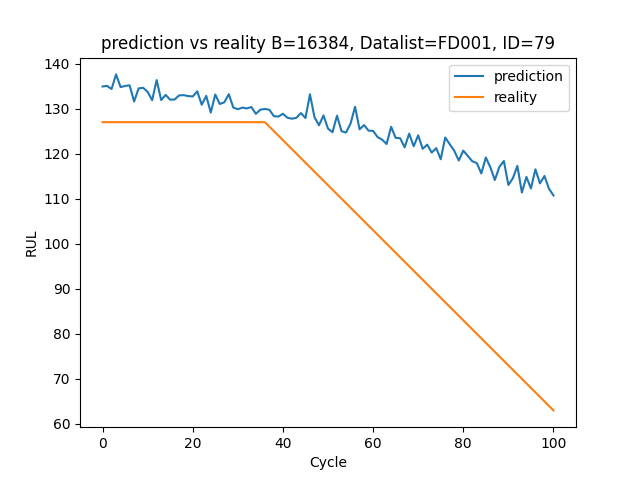 prediction vs reality B=16384, Datalist=FD001, ID=79
prediction
reality
RUL
140
130
120
110
100
90
80
70
60
0 20 40 60 80 100
Cycle